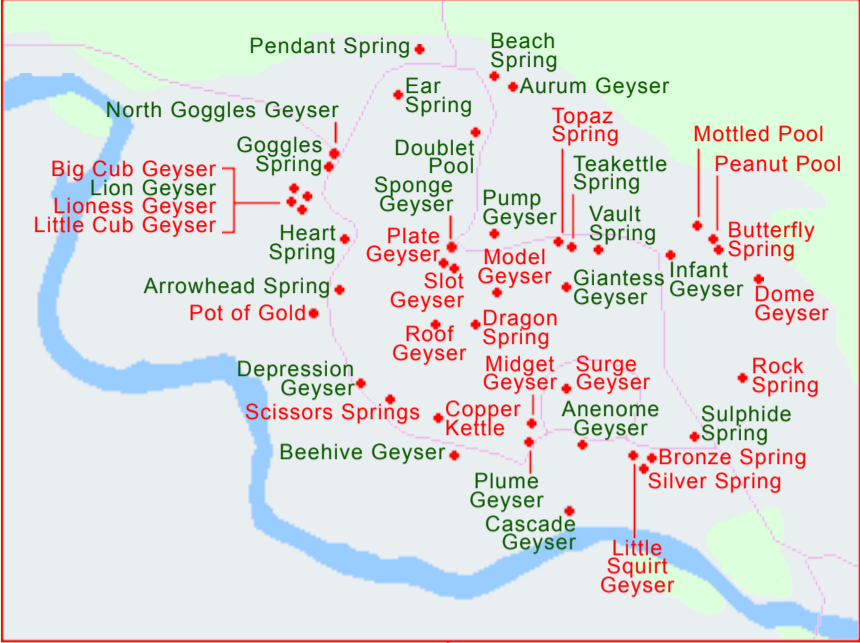 Pendant Spring
Beach
Spring
Ear
Spring
Aurum Geyser
North Goggles Geyser
Topaz
Spring
Mottled Pool
Goggles
Spring
Doublet
Pool
Teakettle
Spring
Peanut Pool
Big Cub Geyser
Lion Geyser
Lioness Geyser
Little Cub Geyser
Sponge
Geyser
Pump
Geyser
Vault
Spring
Heart
Spring
Plate
Geyser
Model
Geyser
Butterfly
Spring
Slot
Geyser
Giantess
Geyser
Infant
Geyser
Dome
Geyser
Arrowhead Spring
Pot of Gold
Roof
Geyser
Dragon
Spring
Depression
Geyser
Midget
Geyser
Surge
Geyser
Rock
Spring
Scissors Springs
Copper
Kettle
Anenome
Geyser
Sulphide
Spring
Beehive Geyser
Bronze Spring
Silver Spring
Plume
Geyser
Cascade
Geyser
Little
Squirt
Geyser